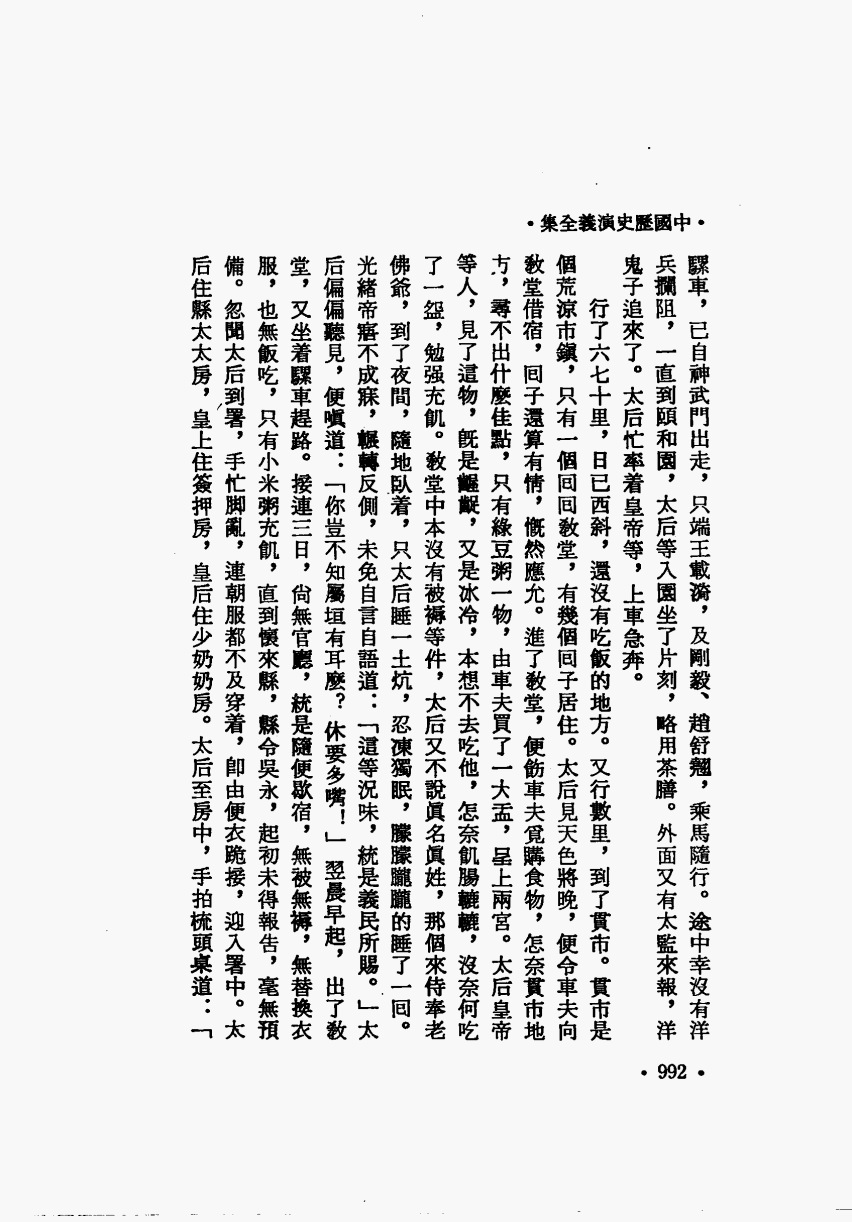 ·中國歷史演義全集·
騾車，已自神武門出走，只端王載漪，及剛毅、趙舒翹，乘馬隨行。途中幸沒有洋
兵攔阻，一直到頤和園，太后等入園坐了片刻，略用茶膳。外面又有太監來報，洋
鬼子追來了。太后忙率着皇帝等，上車急奔。
行了六七十里，日已西斜，還沒有吃飯的地方。又行數里，到了貫市。貫市是
個荒涼市鎮，只有一個回回教堂，有幾個回子居住。太后見天色將晚，便令車夫向
教堂借宿，回子還算有情，慨然應允。進了教堂，便飭車夫覓購食物，怎奈貫市地
方，尋不出什麼佳點，只有綠豆粥一物，由車夫買了一大盂，呈上兩宮。太后皇帝
等人，見了這物，既是齷齪，又是冰冷，本想不去吃他，怎奈飢腸轆轆，沒奈何吃
了一盌，勉强充飢。教堂中本沒有被褥等件，太后又不說眞名眞姓，那個來侍奉老
佛爺，到了夜間，隨地臥着，只太后睡一土炕，忍凍獨眠，朦朦朧朧的睡了一回。
光緒帝寤不成寐，輾轉反側，未免自言自語道：「這等況味，統是義民所賜。」太
后偏偏聽見，便嗔道：「你豈不知屬垣有耳麼？休要多嘴！」翌晨早起，出了教
堂，又坐着騾車趕路。接連三日，尙無官廳，統是隨便歇宿，無被無褥，無替換衣
服，也無飯吃，只有小米粥充飢，直到懷來縣，縣令吳永，起初未得報告，毫無預
備。忽聞太后到署，手忙脚亂，連朝服都不及穿着，卽由便衣跪接，迎入署中。太
后住縣太太房，皇上住簽押房，皇后住少奶奶房。太后至房中，手拍梳頭桌道：「
·992·